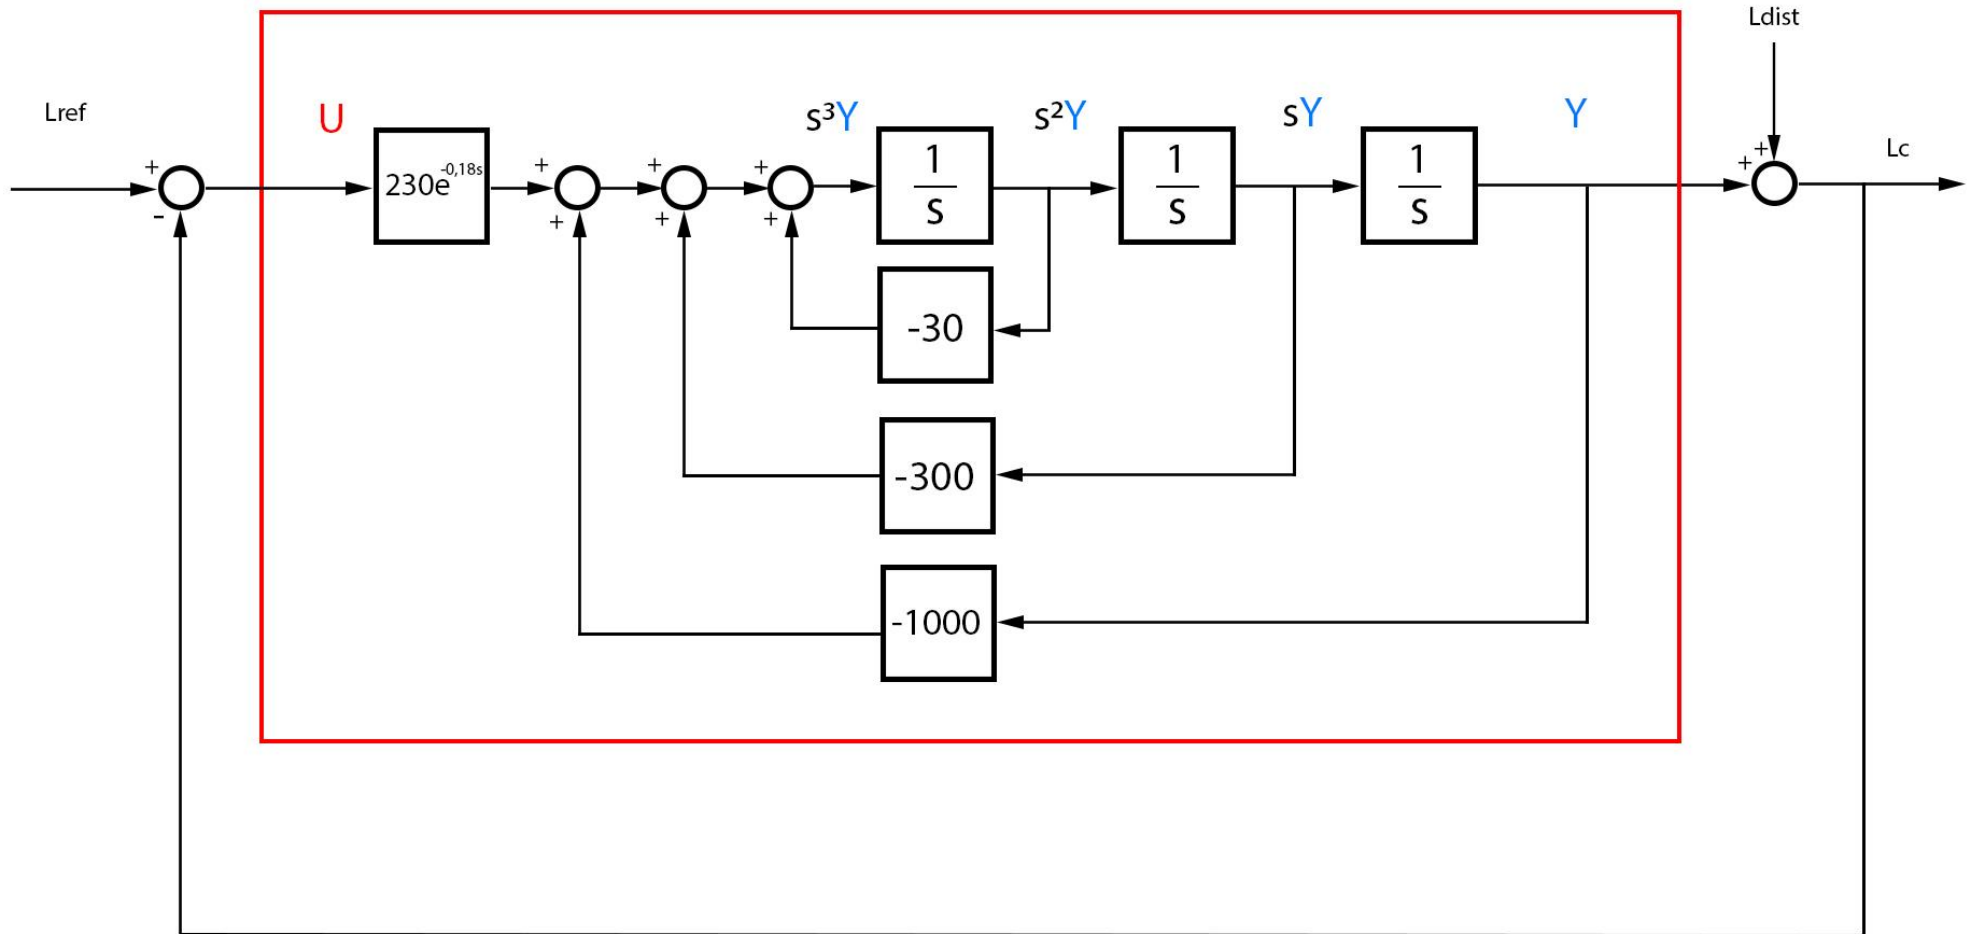 Ldist
Lref
U
s³Y
s²Y
sY
Y
Lc
+
-
230e-0,18s
+
+
+
+
+
+
1
s
1
s
1
s
+
+
-30
-300
-1000